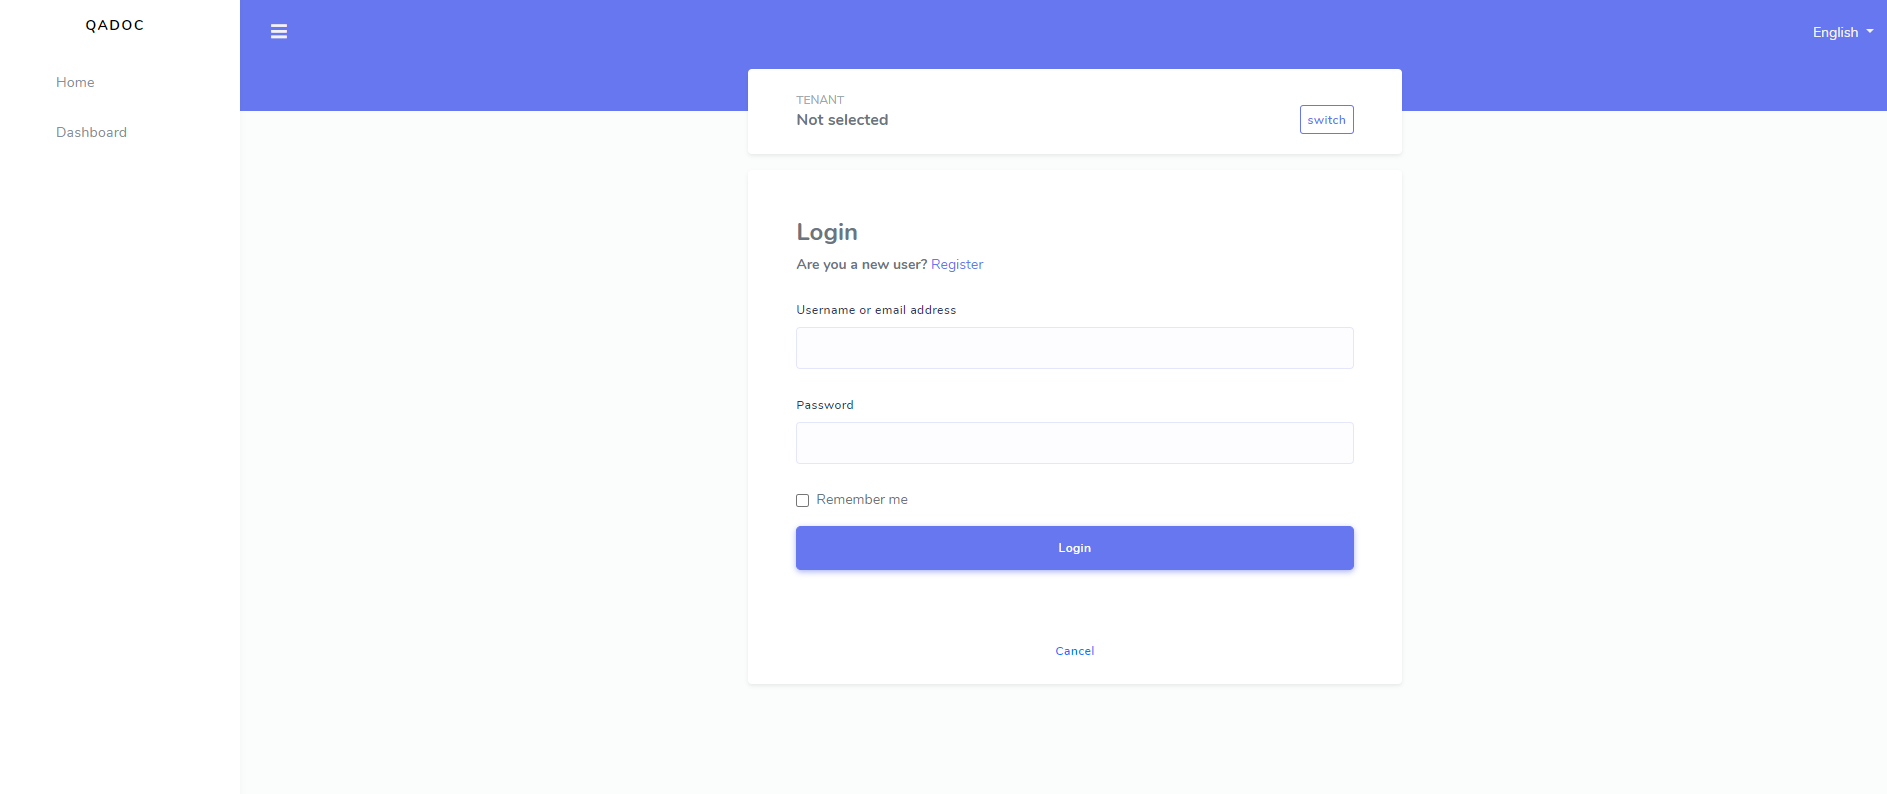 QADOC
English
Home
Dashboard
TENANT
Not selected
switch
Login
Are you a new user? Register
Username or email address
Password
Remember me
Login
Cancel